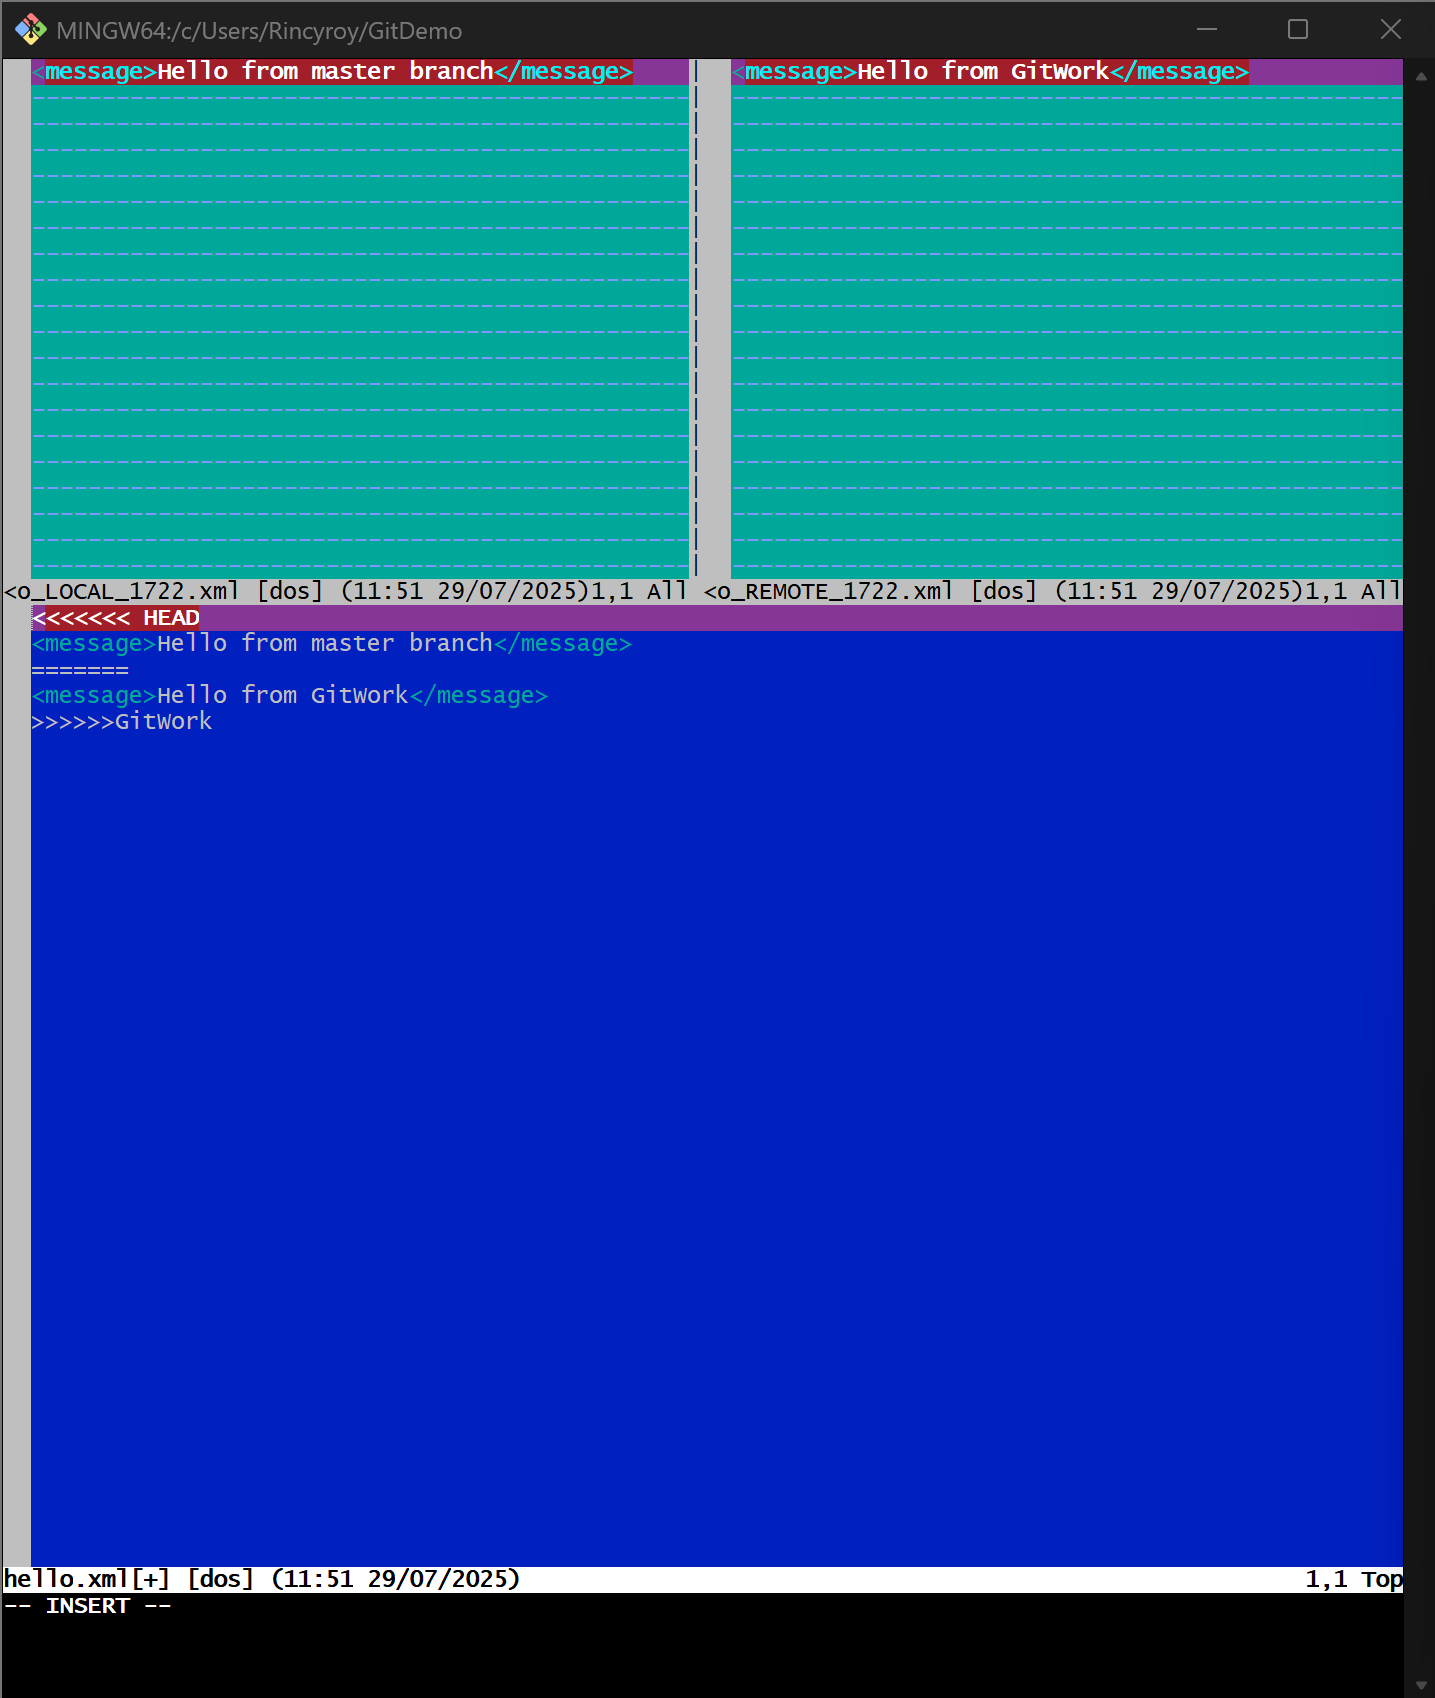 MINGW64:/c/Users/Rincyroy/GitDemo
<message>Hello from master branch</message>
<message>Hello from GitWork</message>
<o_LOCAL_1722.xml [dos] (11:51 29/07/2025)1,1 All
<o_REMOTE_1722.xml [dos] (11:51 29/07/2025)1,1 All
<<<<<<< HEAD
<message>Hello from master branch</message>
=======
<message>Hello from GitWork</message>
>>>>>>GitWork
hello.xml[+] [dos] (11:51 29/07/2025) 1,1 Top
-- INSERT --